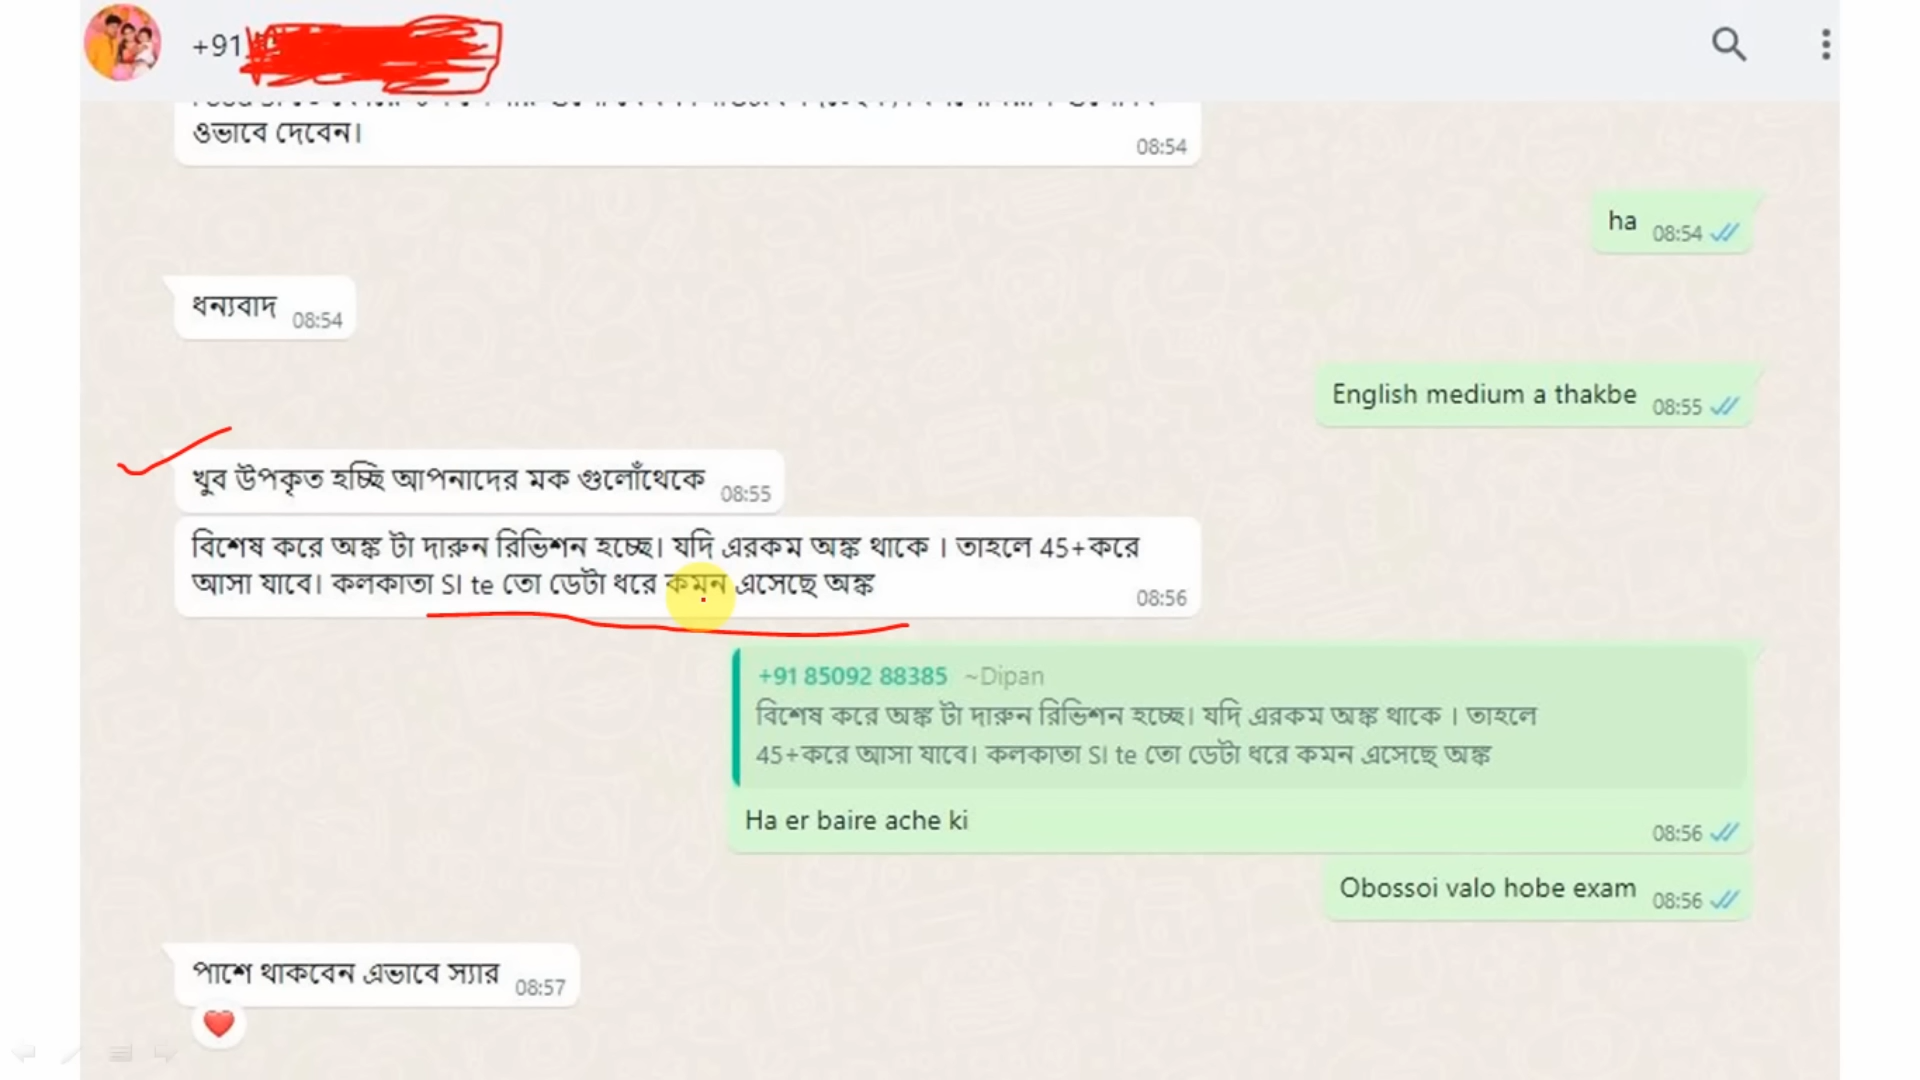 +91
ওভাবে দেবেন।
08:54
ha 08:54
ধন্যবাদ 08:54
English medium a thakbe 08:55
খুব উপকৃত হচ্ছি আপনাদের মক গুলোঁথেকে 08:55
বিশেষ করে অঙ্ক টা দারুন রিভিশন হচ্ছে। যদি এরকম অঙ্ক থাকে । তাহলে 45+করে
আসা যাবে। কলকাতা SI te তো ডেটা ধরে কমন এসেছে অঙ্ক
08:56
+91 85092 88385 ~Dipan
বিশেষ করে অঙ্ক টা দারুন রিভিশন হচ্ছে। যদি এরকম অঙ্ক থাকে । তাহলে
45+করে আসা যাবে। কলকাতা SI te তো ডেটা ধরে কমন এসেছে অঙ্ক
Ha er baire ache ki
08:56
Obossoi valo hobe exam 08:56
পাশে থাকবেন এভাবে স্যার 08:57